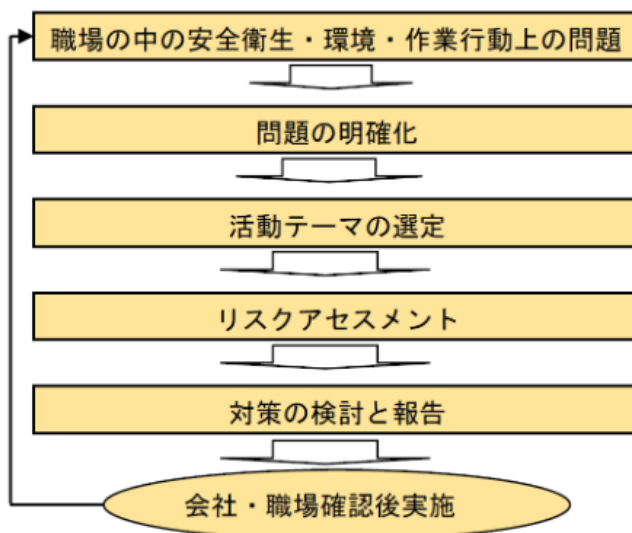 職場の中の安全衛生・環境・作業行動上の問題
問題の明確化
活動テーマの選定
リスクアセスメント
対策の検討と報告
会社・職場確認後実施